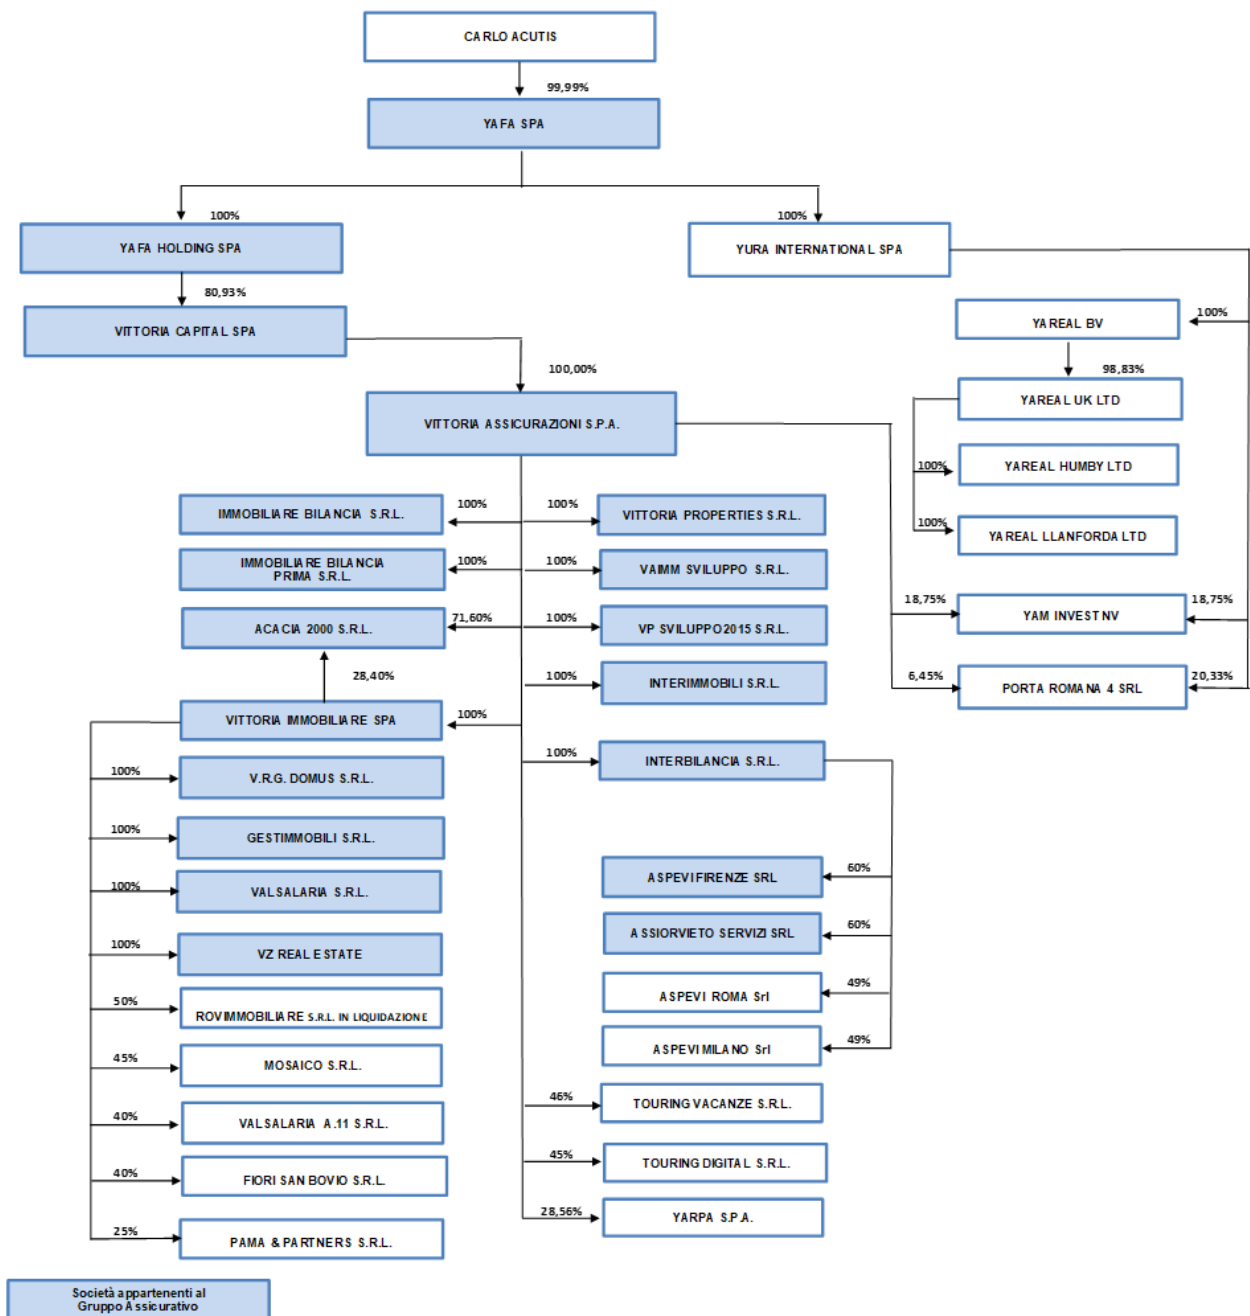 CARLO ACUTIS
99,99%
YAFA SPA
100%
100%
YAFA HOLDING SPA
YURA INTERNATIONAL SPA
80,93%
VITTORIA CAPITAL SPA
YAREAL BV
100%
100,00%
98,83%
VITTORIA ASSICURAZIONI S.P.A.
YAREAL UK LTD
100%
YAREAL HUMBY LTD
100%
YAREAL LLANFORDA LTD
IMMOBILIARE BILANCIA S.R.L.
100%
100%
VITTORIA PROPERTIES S.R.L.
IMMOBILIARE BILANCIA
PRIMA S.R.L.
100%
100%
VAIMM SVILUPPO S.R.L.
18,75%
YAM INVEST NV
18,75%
ACACIA 2000 S.R.L.
71,60%
100%
VP SVILUPPO 2015 S.R.L.
28,40%
100%
INTERIMMOBILI S.R.L.
6,45%
PORTA ROMANA 4 SRL
20,33%
VITTORIA IMMOBILIARE SPA
100%
100%
INTERBILANCIA S.R.L.
100%
V.R.G. DOMUS S.R.L.
100%
GESTIMMOBILI S.R.L.
ASPEVI FIRENZE SRL
60%
100%
VALSALARIA S.R.L.
ASSIORVIETO SERVIZI SRL
60%
100%
VZ REAL ESTATE
ASPEVI ROMA Srl
49%
50%
ROVIMMOBILIARE S.R.L. IN LIQUIDAZIONE
ASPEVI MILANO Srl
49%
45%
MOSAICO S.R.L.
46%
TOURING VACANZE S.R.L.
40%
VALSALARIA A.11 S.R.L.
45%
TOURING DIGITAL S.R.L.
40%
FIORI SAN BOVIO S.R.L.
28,56%
YARPA S.P.A.
25%
PAMA & PARTNERS S.R.L.
Società appartenenti al
Gruppo Assicurativo